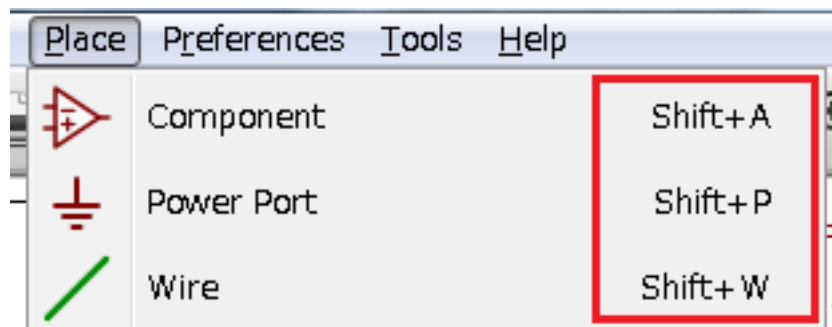 Place Preferences Tools Help
Component Shift+A
Power Port Shift+P
Wire Shift+W